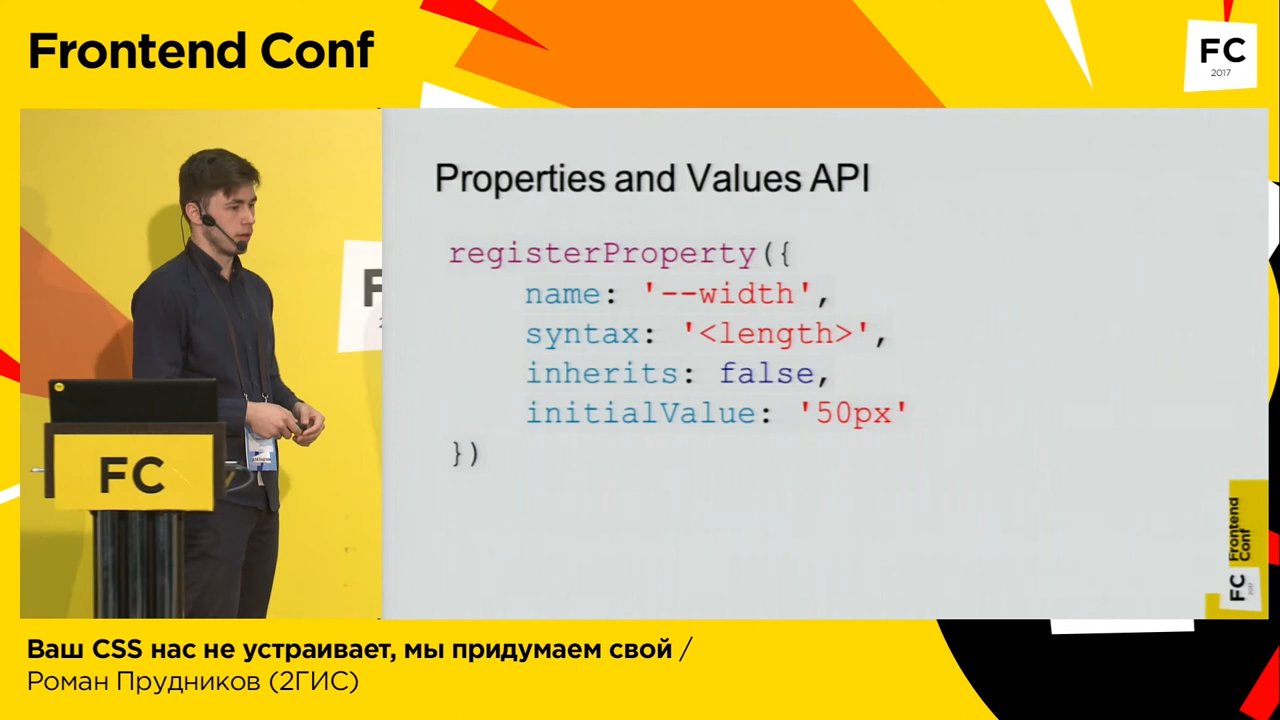 Frontend Conf
FC
2017
F
Properties and Values API
registerProperty({
name: '--width',
syntax: '<length>',
inherits: false,
initialValue: '50px'
})
FC
Frontend
Conf
FC
Ваш CSS нас не устраивает, мы придумаем свой /
Роман Прудников (2ГИС)